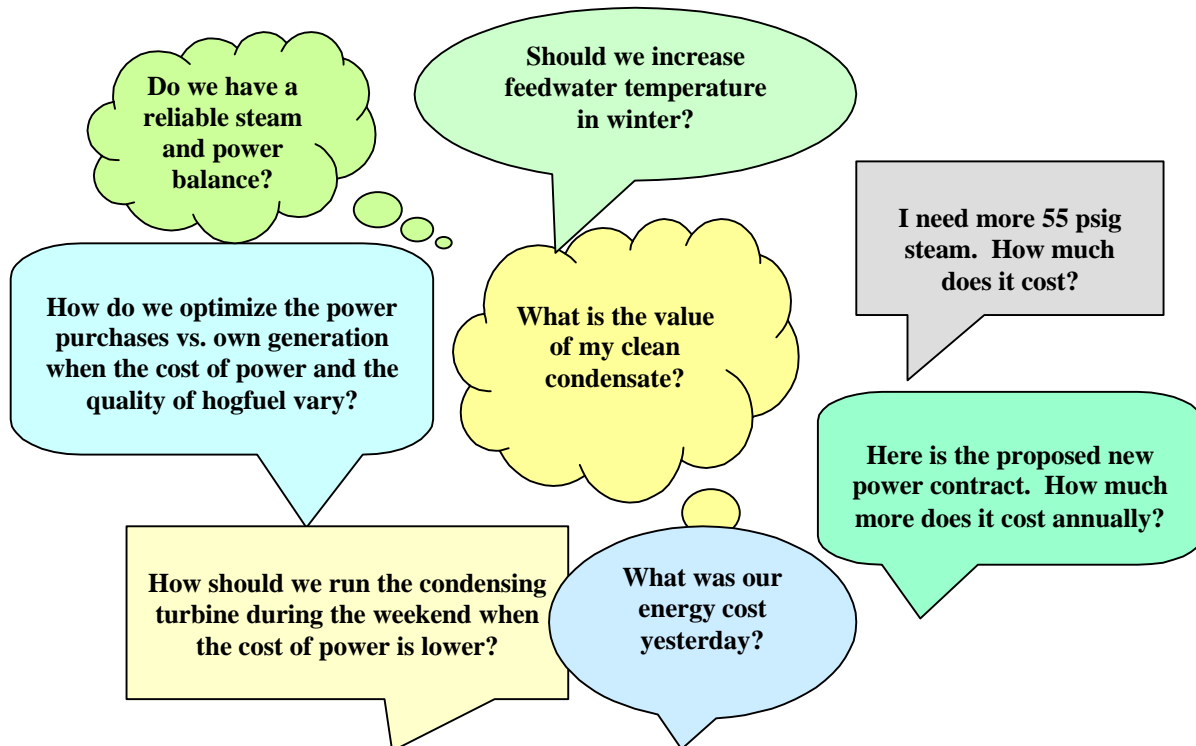 Do we have a
reliable steam
and power
balance?
Should we increase
feedwater temperature
in winter?
I need more 55 psig
steam.  How much
does it cost?
How do we optimize the power
purchases vs. own generation
when the cost of power and the
quality of hogfuel vary?
What is the value
of my clean
condensate?
Here is the proposed new
power contract.  How much
more does it cost annually?
How should we run the condensing
turbine during the weekend when
the cost of power is lower?
What was our
energy cost
yesterday?